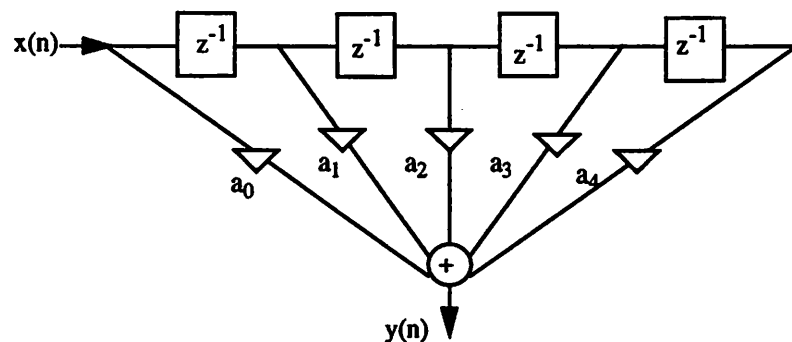 x(n) z⁻¹ z⁻¹ z⁻¹ z⁻¹
a₀ a₁ a₂ a₃ a₄
+
y(n)